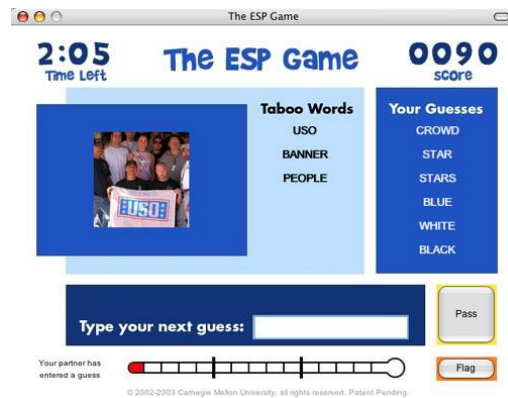 The ESP Game
2:05
Time Left
The ESP Game
0090
score
Taboo Words
USO
BANNER
PEOPLE
Your Guesses
CROWD
STAR
STARS
BLUE
WHITE
BLACK
USO
Type your next guess:
Pass
Your partner has
entered a guess
Flag
© 2002-2003 Carnegie Mellon University, all rights reserved. Patent Pending.